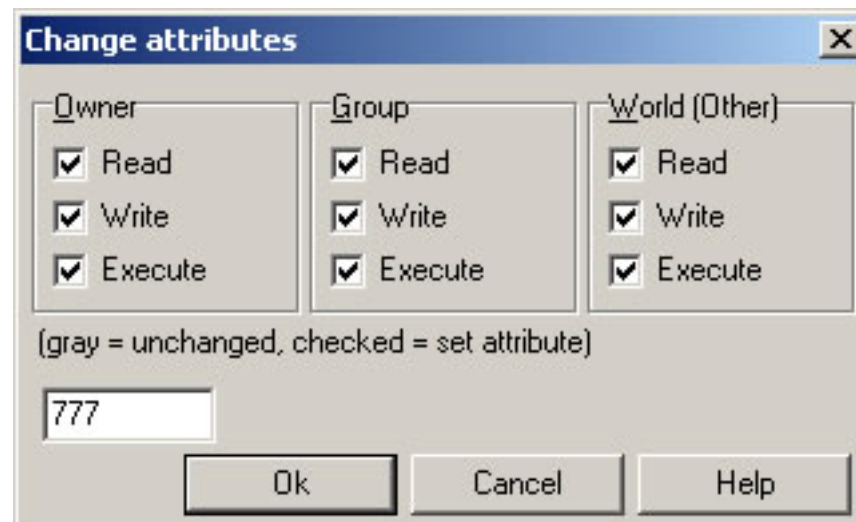 Change attributes
Owner Group World (Other)
Read Read Read
Write Write Write
Execute Execute Execute
(gray = unchanged, checked = set attribute)
777
Ok Cancel Help